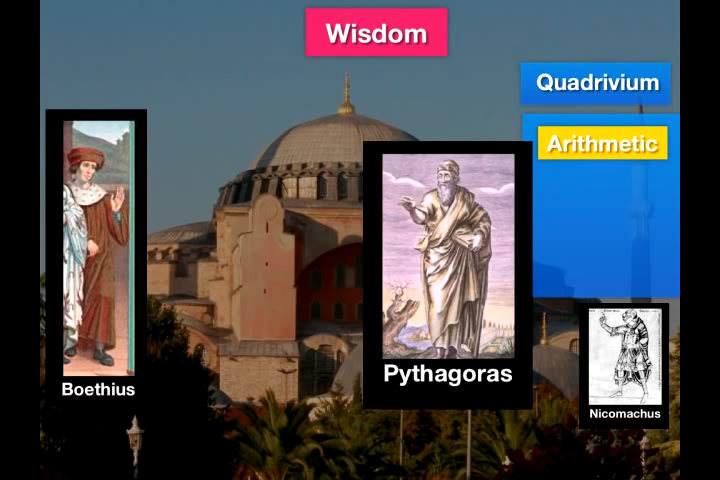 Wisdom
Quadrivium
Arithmetic
Boethius
Pythagoras
Nicomachus